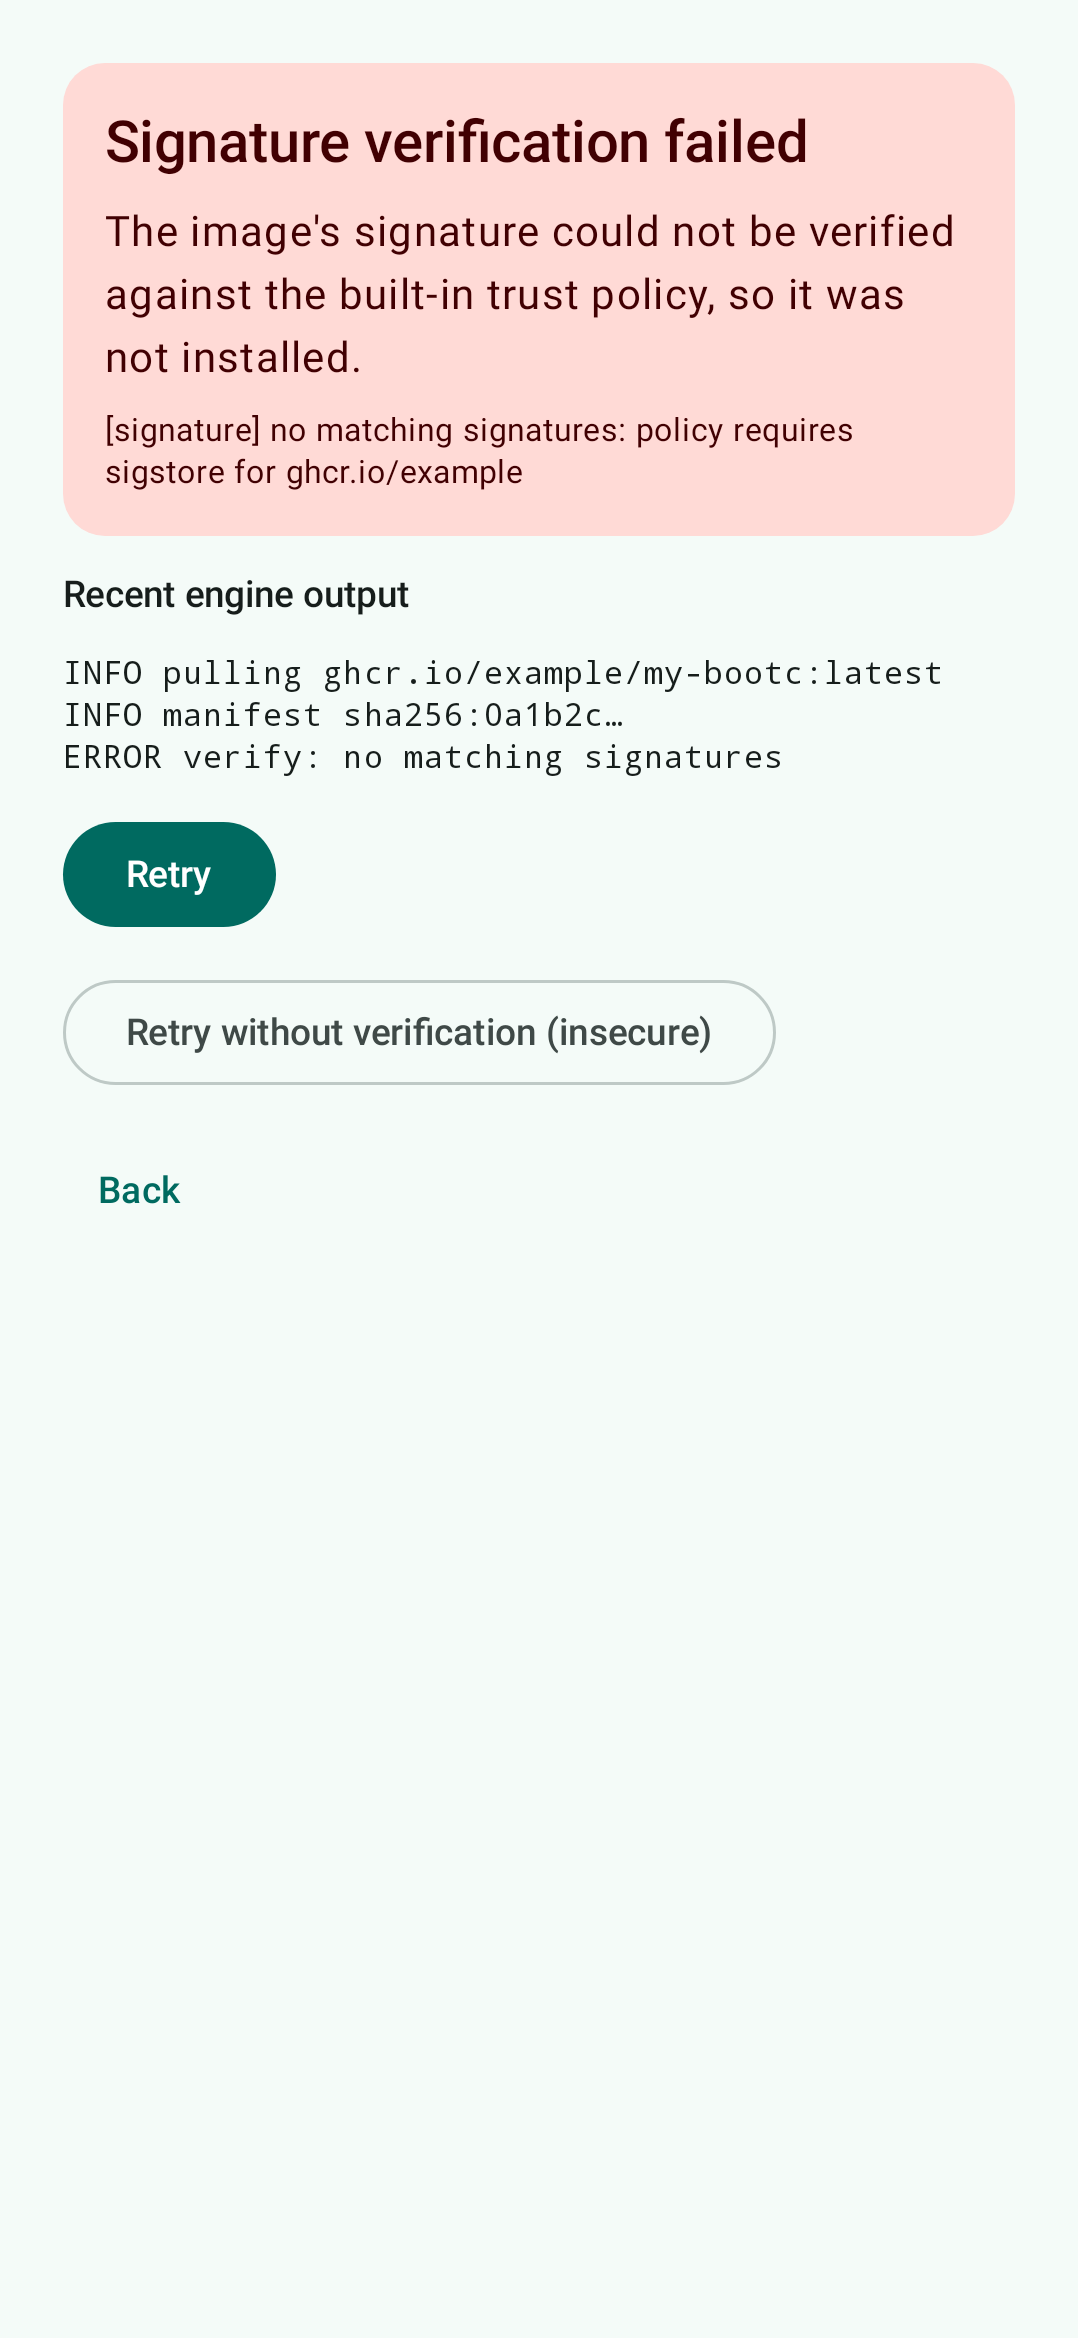 Signature verification failed
The image's signature could not be verified
against the built-in trust policy, so it was
not installed.
[signature] no matching signatures: policy requires
sigstore for ghcr.io/example
Recent engine output
INFO pulling ghcr.io/example/my-bootc:latest
INFO manifest sha256:0a1b2c…
ERROR verify: no matching signatures
Retry
Retry without verification (insecure)
Back